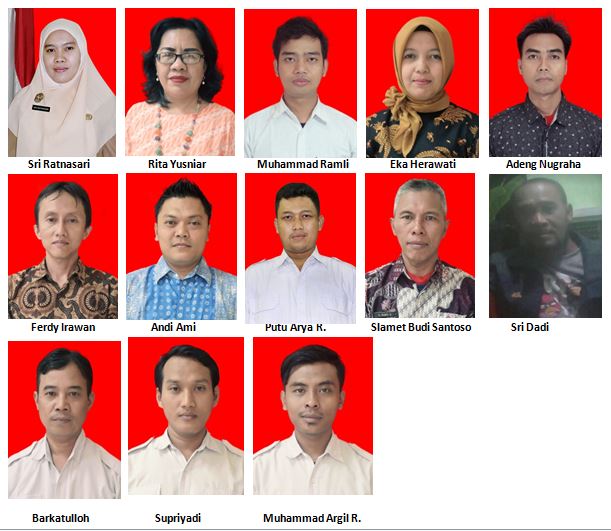 Sri Ratnasari
Rita Yusniar
Muhammad Ramli
Eka Herawati
Adeng Nugraha
Ferdy Irawan
Andi Ami
Putu Arya R.
Slamet Budi Santoso
Sri Dadi
Barkatulloh
Supriyadi
Muhammad Argil R.